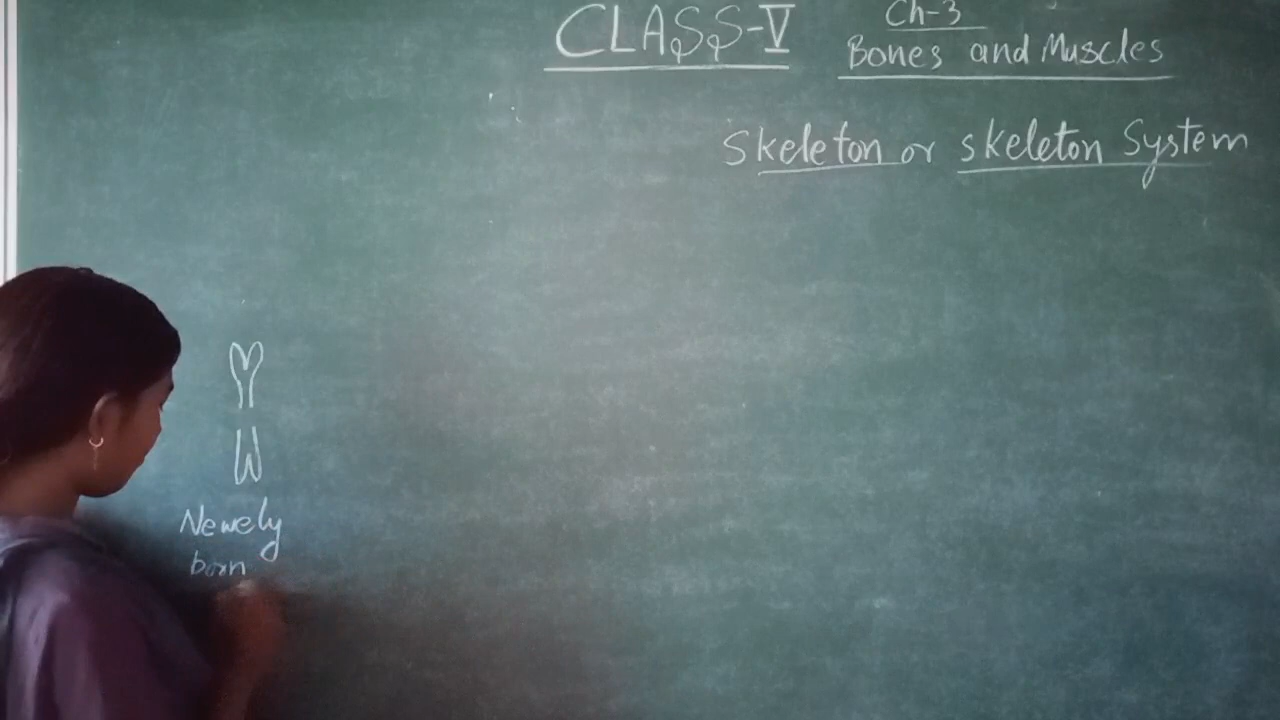 CLASS-V
Ch-3
Bones and Muscles
Skeleton or skeleton System
Newely
born